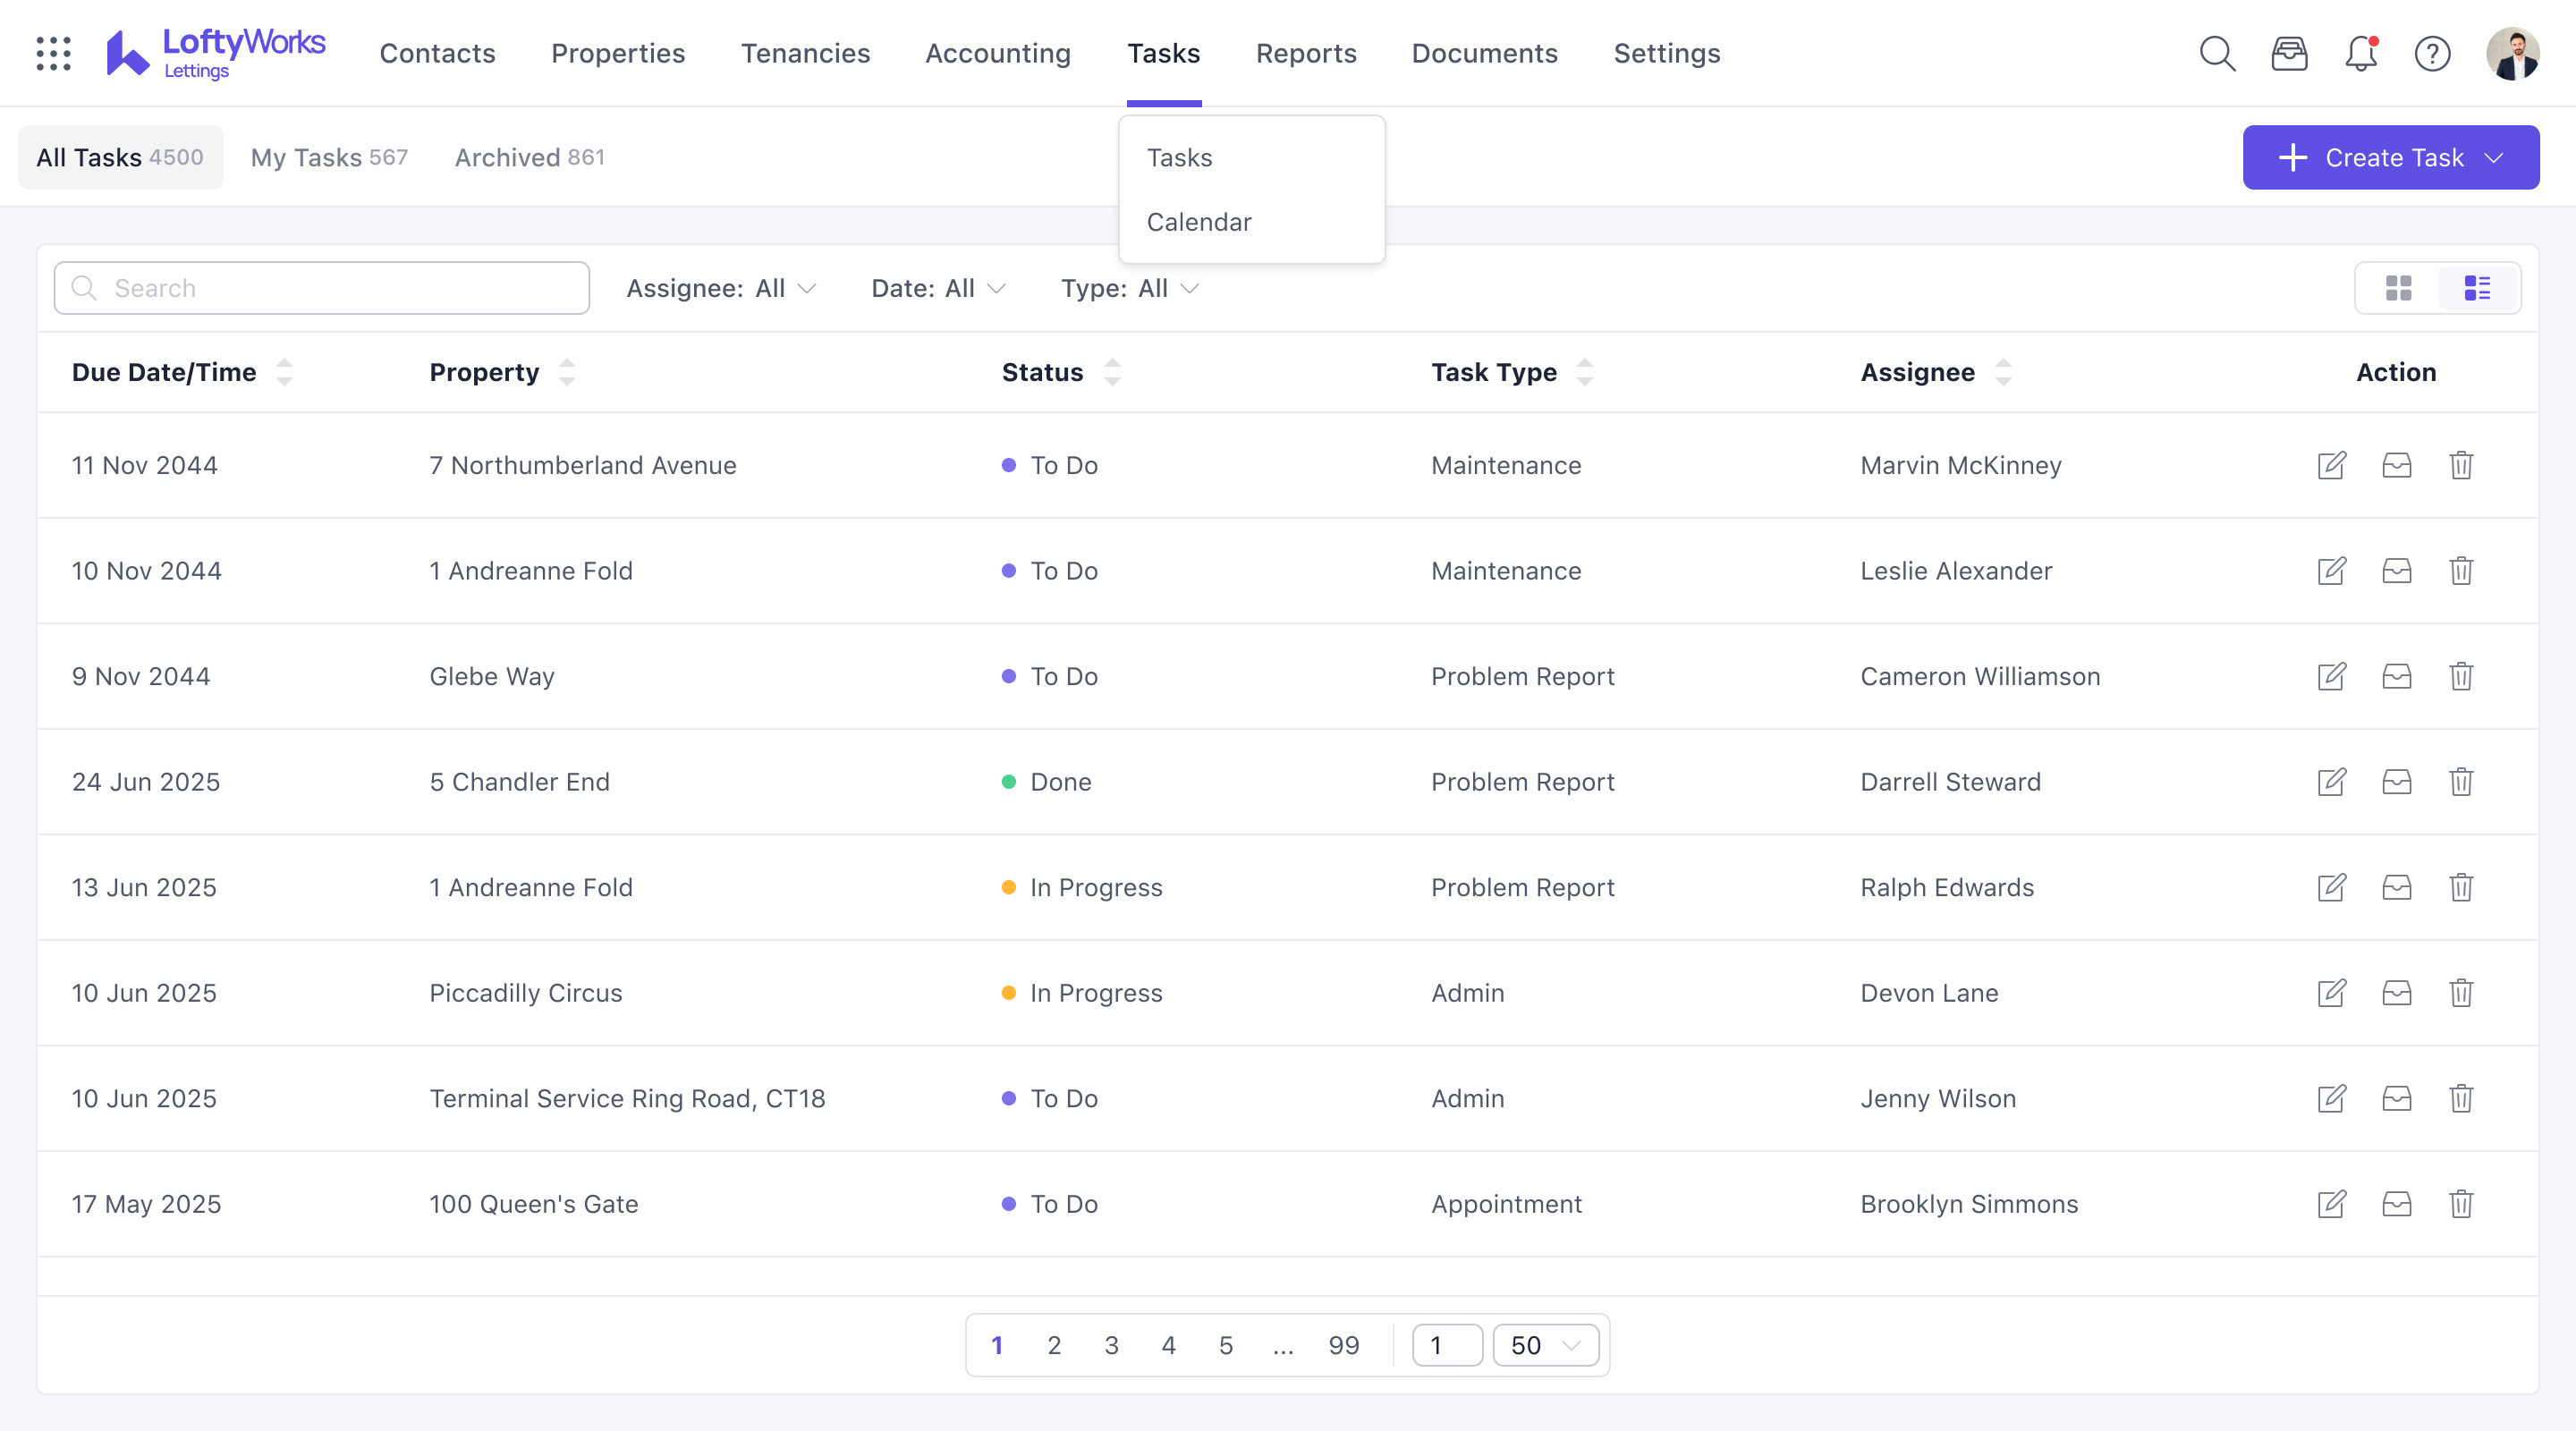 LoftyWorks
Lettings
Contacts Properties Tenancies Accounting Tasks Reports Documents Settings
All Tasks 4500 My Tasks 567 Archived 861
Tasks
Calendar
Create Task
Search
Assignee: All Date: All Type: All
Due Date/Time Property Status Task Type Assignee Action
11 Nov 2044 7 Northumberland Avenue To Do Maintenance Marvin McKinney
10 Nov 2044 1 Andreanne Fold To Do Maintenance Leslie Alexander
9 Nov 2044 Glebe Way To Do Problem Report Cameron Williamson
24 Jun 2025 5 Chandler End Done Problem Report Darrell Steward
13 Jun 2025 1 Andreanne Fold In Progress Problem Report Ralph Edwards
10 Jun 2025 Piccadilly Circus In Progress Admin Devon Lane
10 Jun 2025 Terminal Service Ring Road, CT18 To Do Admin Jenny Wilson
17 May 2025 100 Queen's Gate To Do Appointment Brooklyn Simmons
1 2 3 4 5 ... 99 1 50